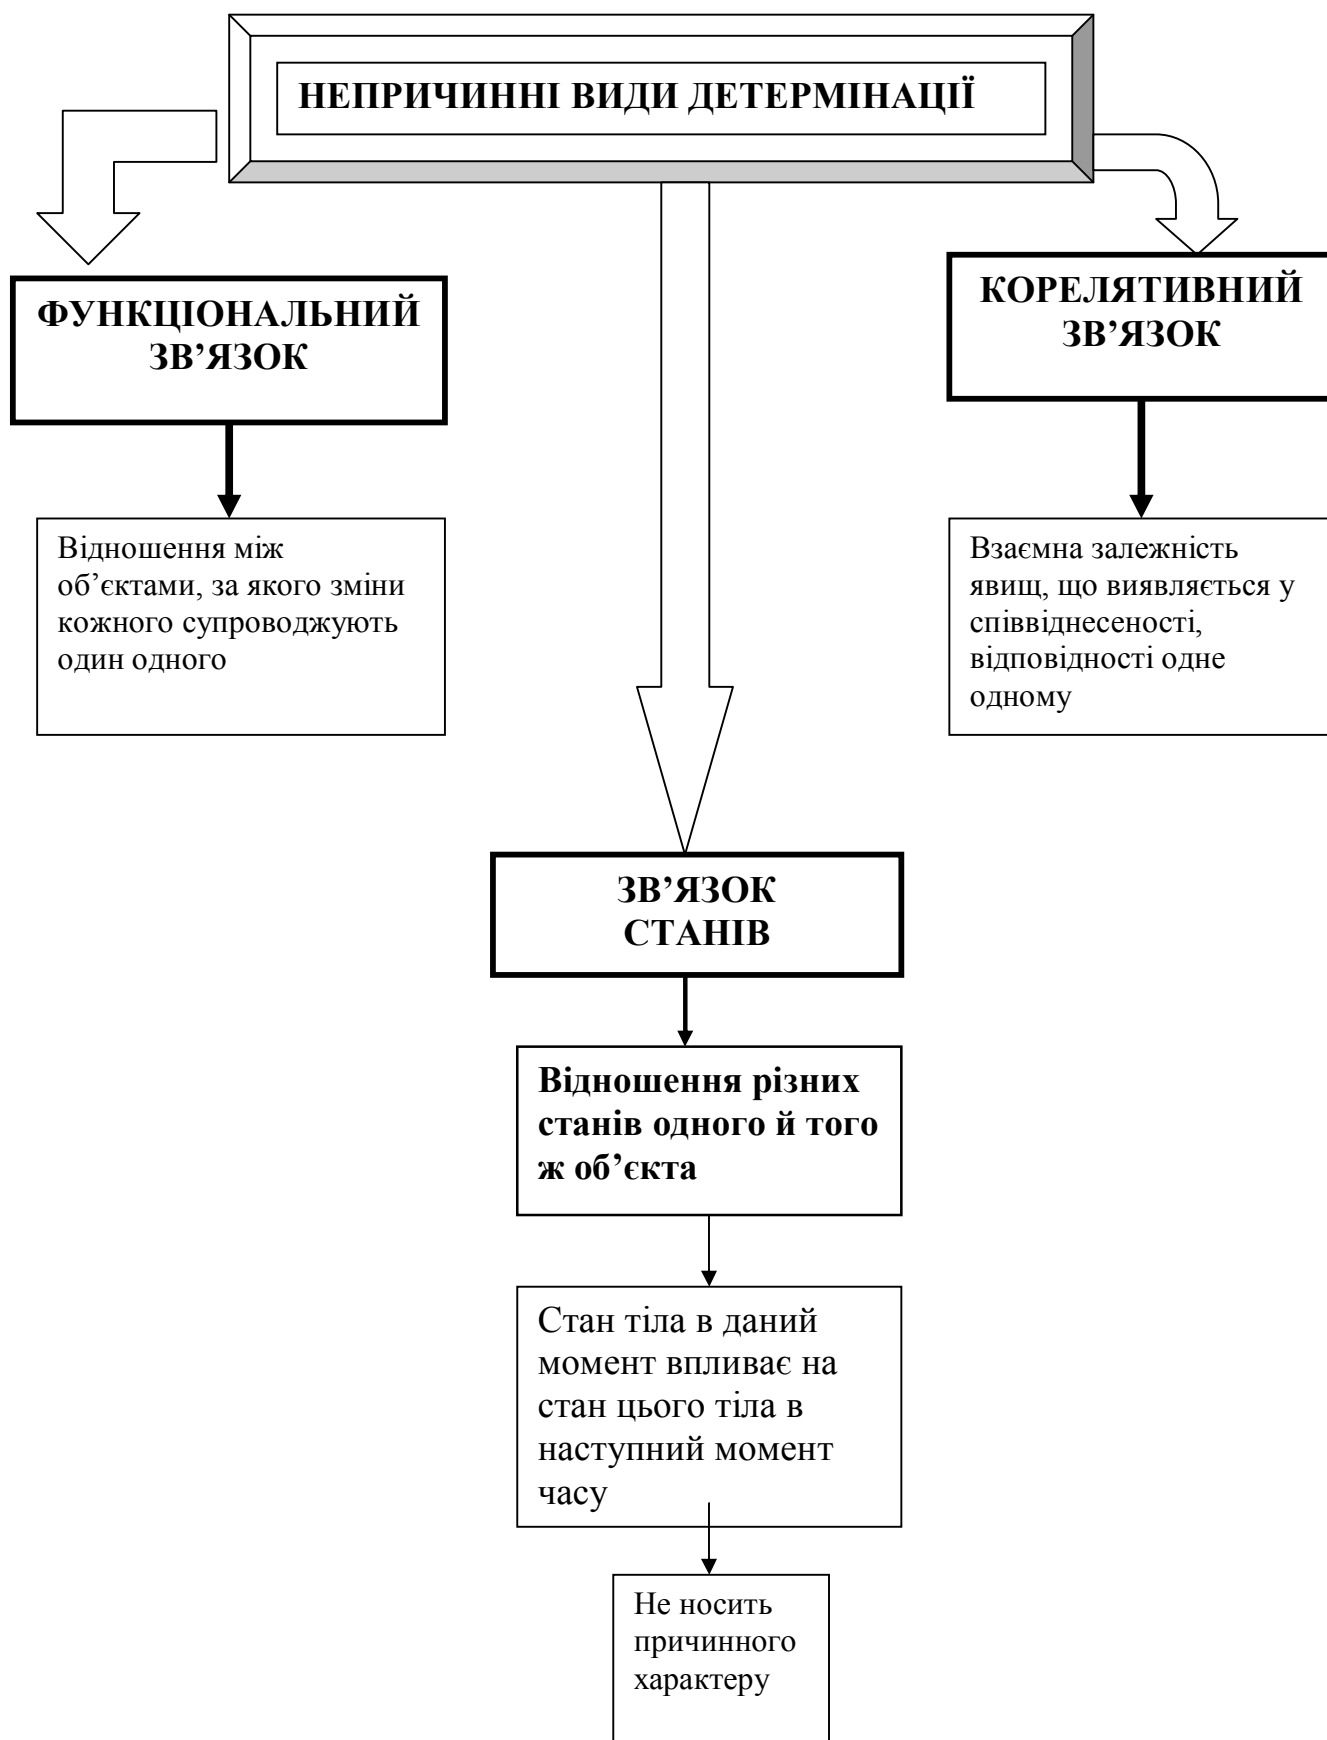 НЕПРИЧИННІ ВИДИ ДЕТЕРМІНАЦІЇ
ФУНКЦІОНАЛЬНИЙ
ЗВ’ЯЗОК
КОРЕЛЯТИВНИЙ
ЗВ’ЯЗОК
Відношення між
об’єктами, за якого зміни
кожного супроводжують
один одного
Взаємна залежність
явищ, що виявляється у
співвіднесеності,
відповідності одне
одному
ЗВ’ЯЗОК
СТАНІВ
Відношення різних
станів одного й того
ж об’єкта
Стан тіла в даний
момент впливає на
стан цього тіла в
наступний момент
часу
Не носить
причинного
характеру